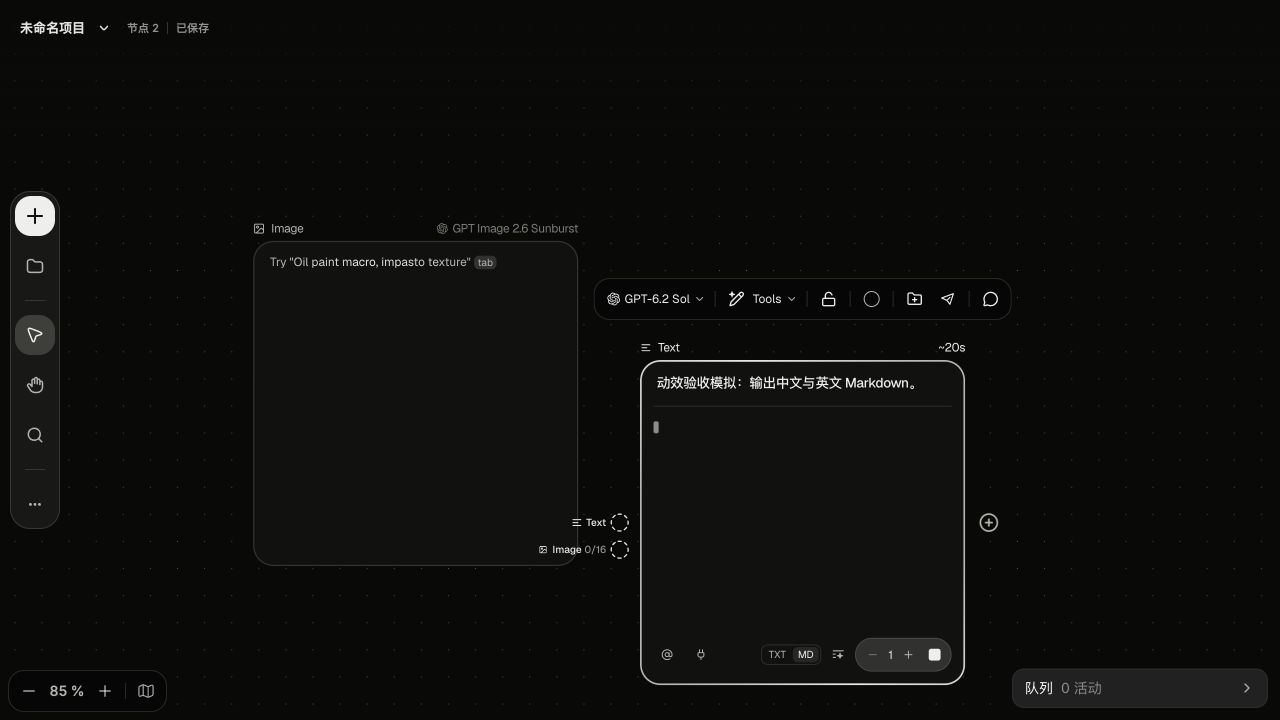 未命名项目 节点 2 已保存
Image GPT Image 2.6 Sunburst
Try "Oil paint macro, impasto texture" tab
GPT-6.2 Sol Tools
Text ~20s
动效验收模拟：输出中文与英文 Markdown。
Text
Image 0/16
TXT MD 1
85 %
队列 0 活动